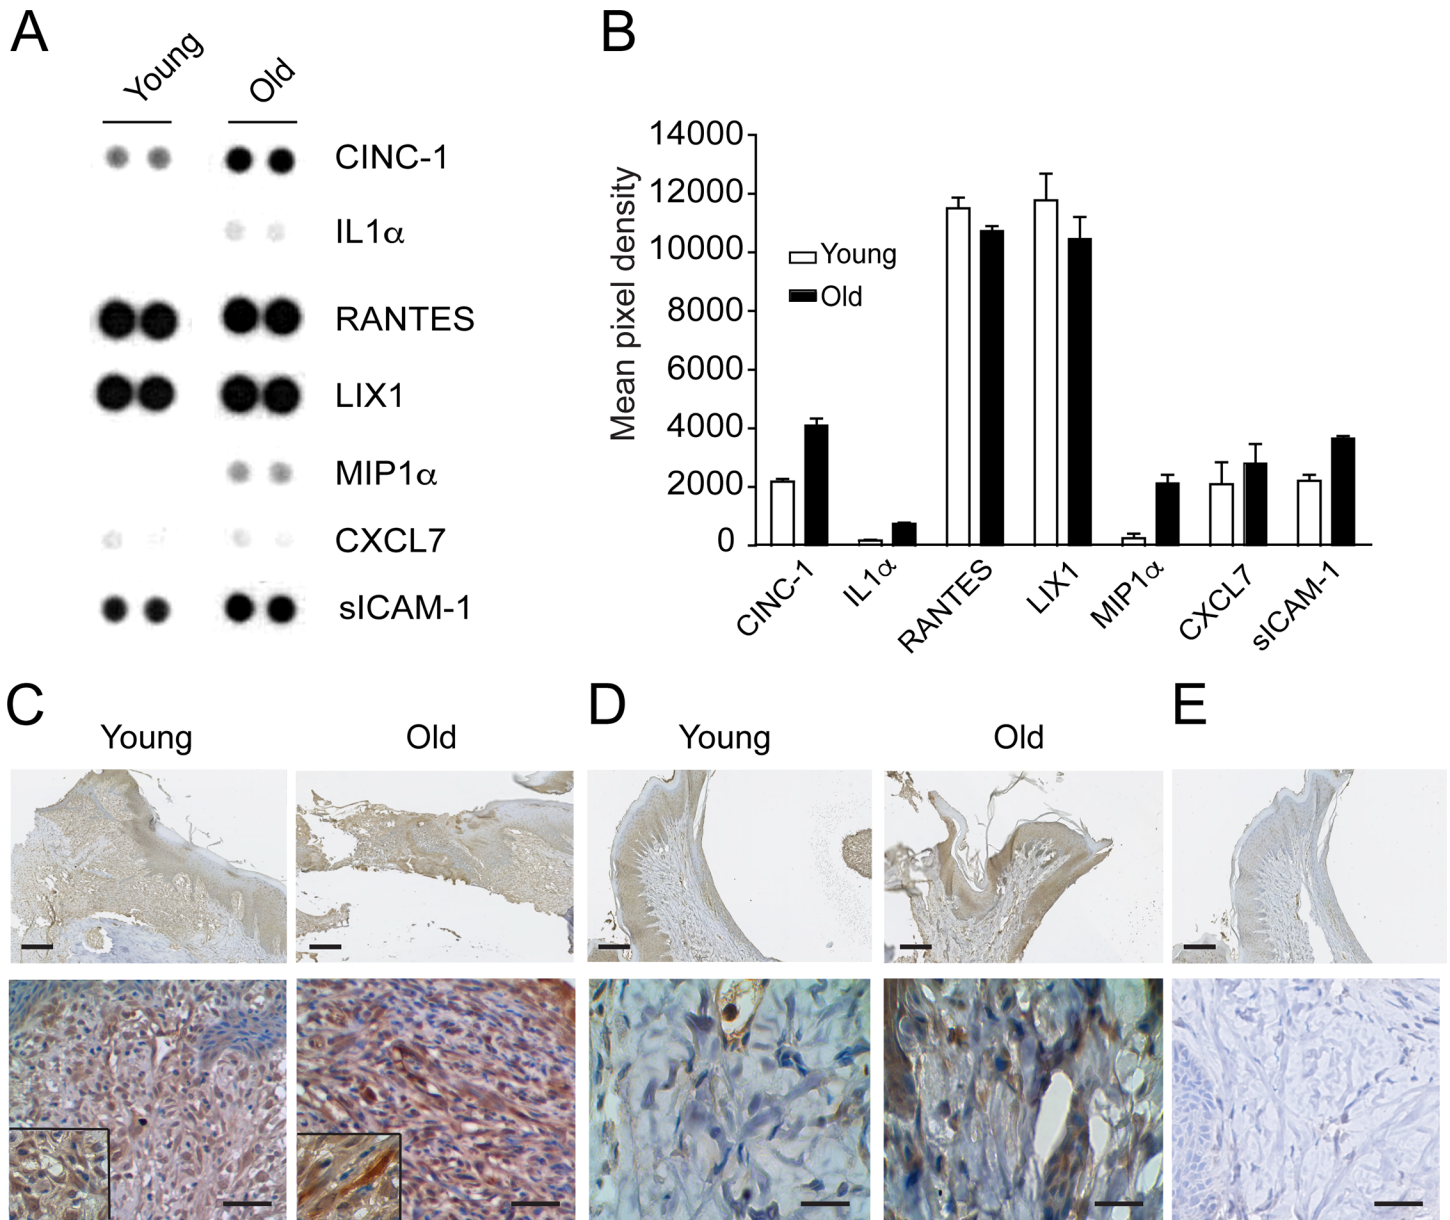 A
Young
Old
CINC-1
IL1α
RANTES
LIX1
MIP1α
CXCL7
sICAM-1
B
Mean pixel density
14000
12000
10000
8000
6000
4000
2000
0
Young
Old
CINC-1
IL1α
RANTES
LIX1
MIP1α
CXCL7
sICAM-1
C
Young
Old
D
Young
Old
E